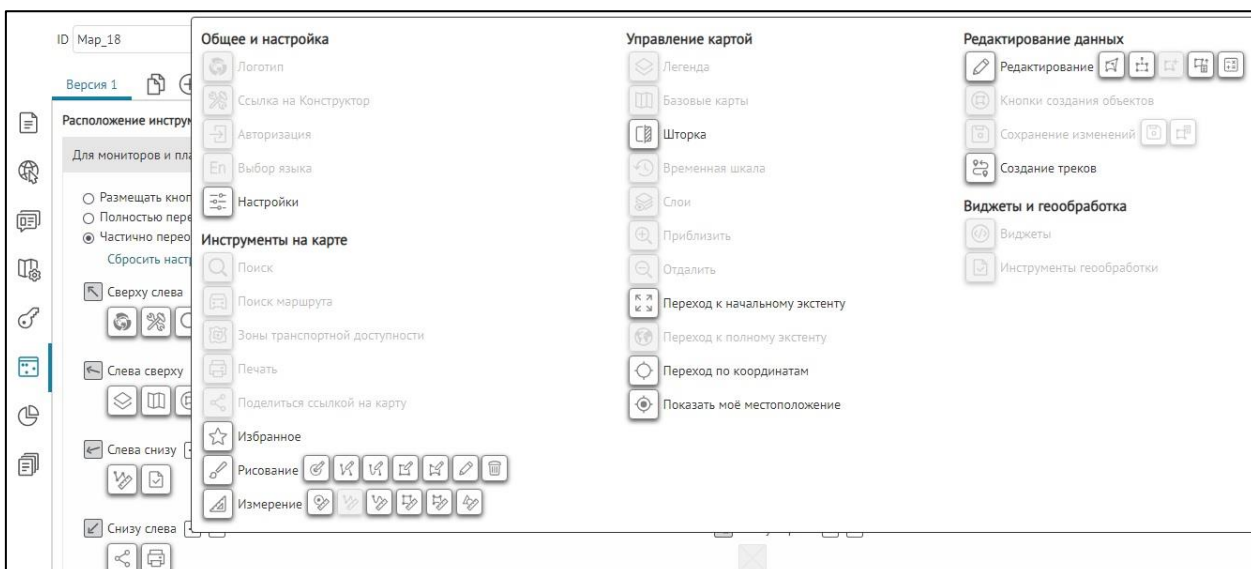 ID Map_18
Версия 1
Расположение инстру
Для мониторов и пла
Размещать кноп
Полностью пере
Частично переo
Сбросить наст
Сверху слева
Слева сверху
Слева снизу
Снизу слева
Общее и настройка
Логотип
Ссылка на Конструктор
Авторизация
En Выбор языка
Настройки
Инструменты на карте
Поиск
Поиск маршрута
Зоны транспортной доступности
Печать
Поделиться ссылкой на карту
Избранное
Рисование
Измерение
Управление картой
Легенда
Базовые карты
Шторка
Временная шкала
Слои
Приблизить
Отдалить
Переход к начальному экстенту
Переход к полному экстенту
Переход по координатам
Показать моё местоположение
Редактирование данных
Редактирование
Кнопки создания объектов
Сохранение изменений
Создание треков
Виджеты и геообработка
Виджеты
Инструменты геообработки